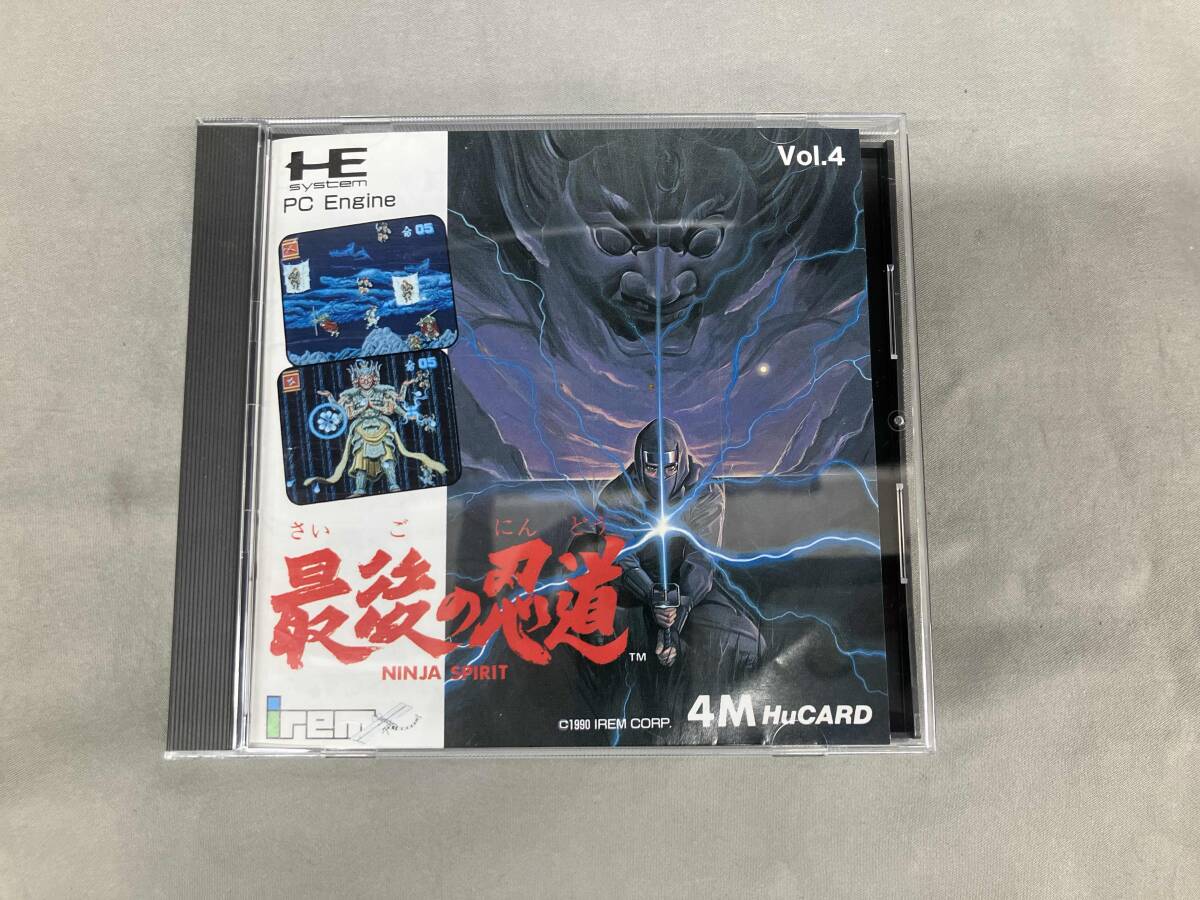 HE
system
PC Engine
Vol.4
05
05
さい ご にん どう
最後の忍道
TM
NINJA SPIRIT
irem
©1990 IREM CORP.
4M HuCARD